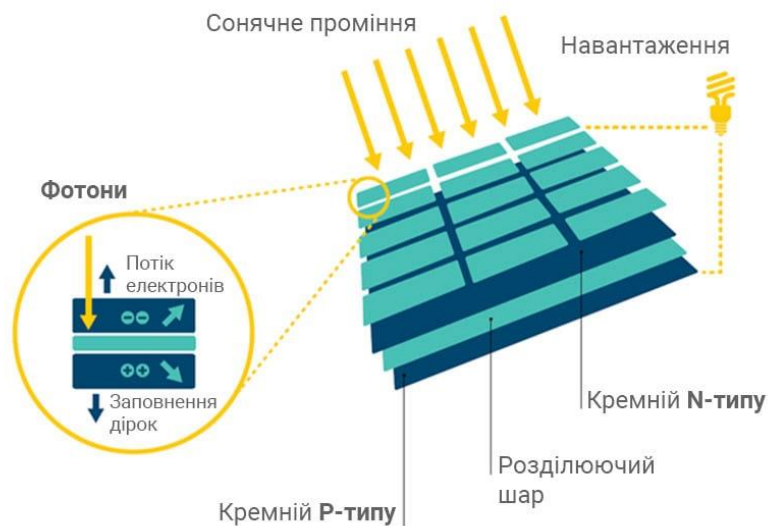 Сонячне проміння
Навантаження
Фотони
Потік
електронів
Заповнення
дірок
Кремній N-типу
Розділюючий
шар
Кремній P-типу